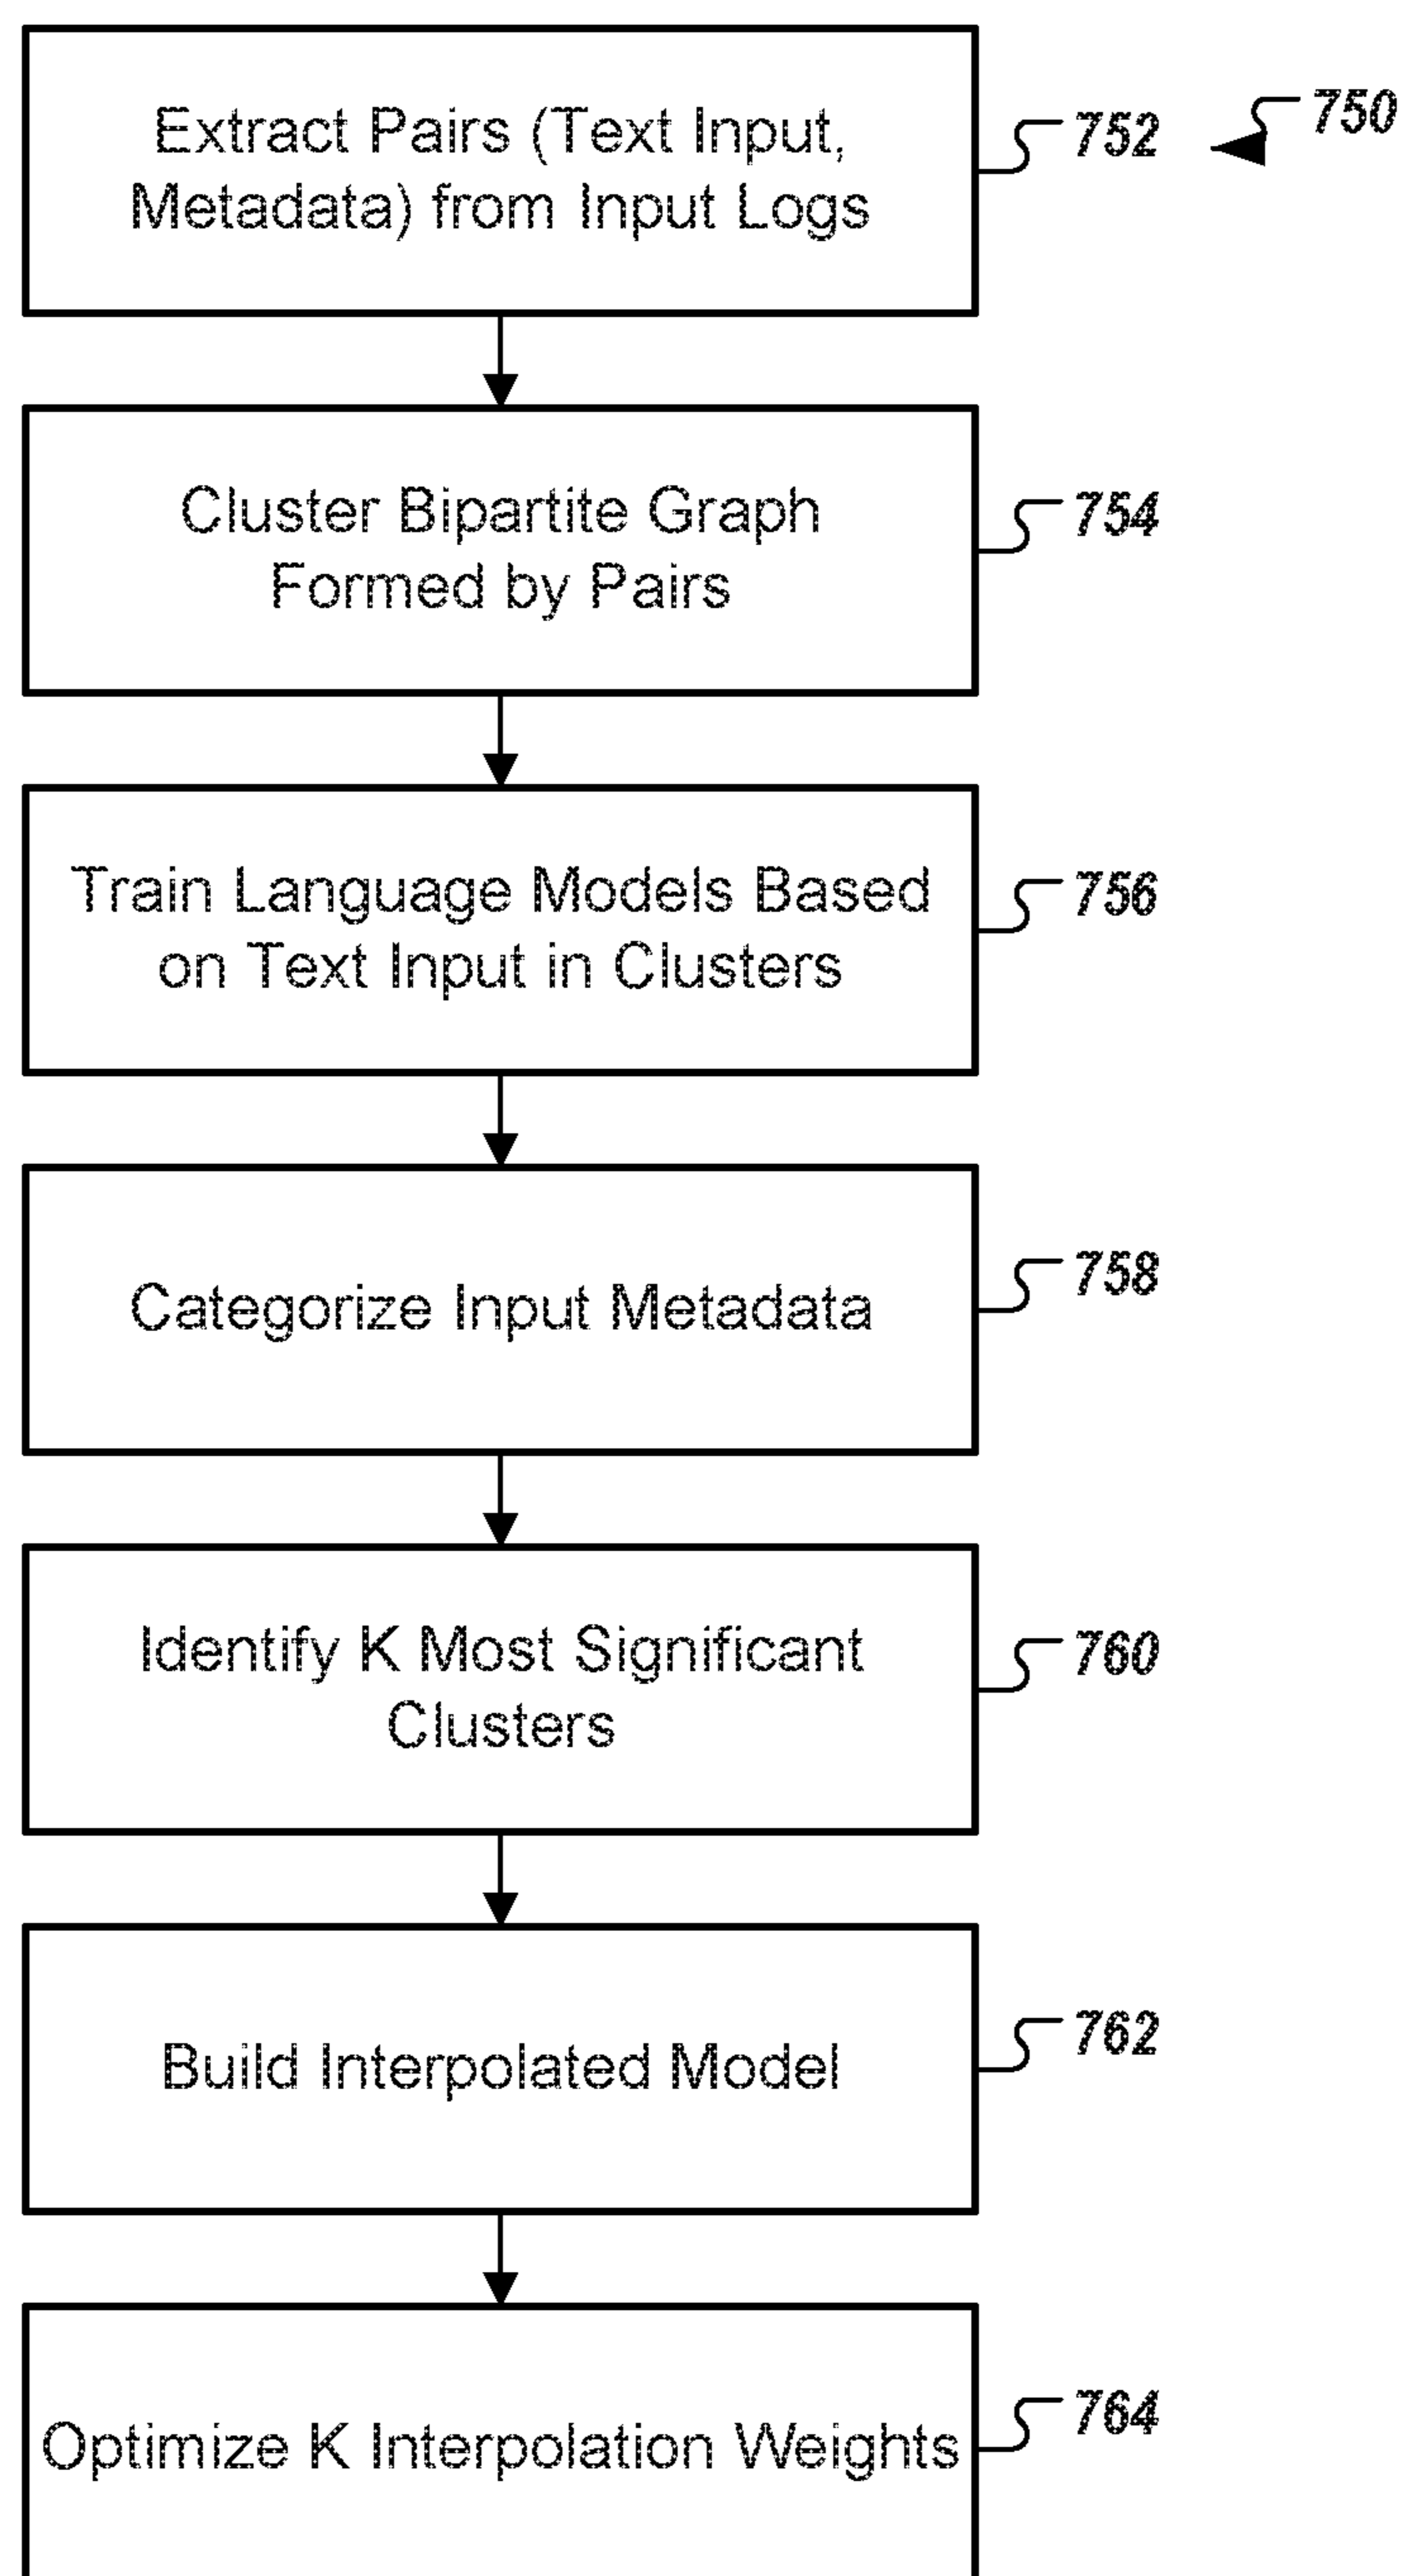 Extract Pairs (Text Input,
Metadata) from Input Logs
752
750
Cluster Bipartite Graph
Formed by Pairs
754
Train Language Models Based
on Text Input in Clusters
756
Categorize Input Metadata
758
Identify K Most Significant
Clusters
760
Build Interpolated Model
762
Optimize K Interpolation Weights
764